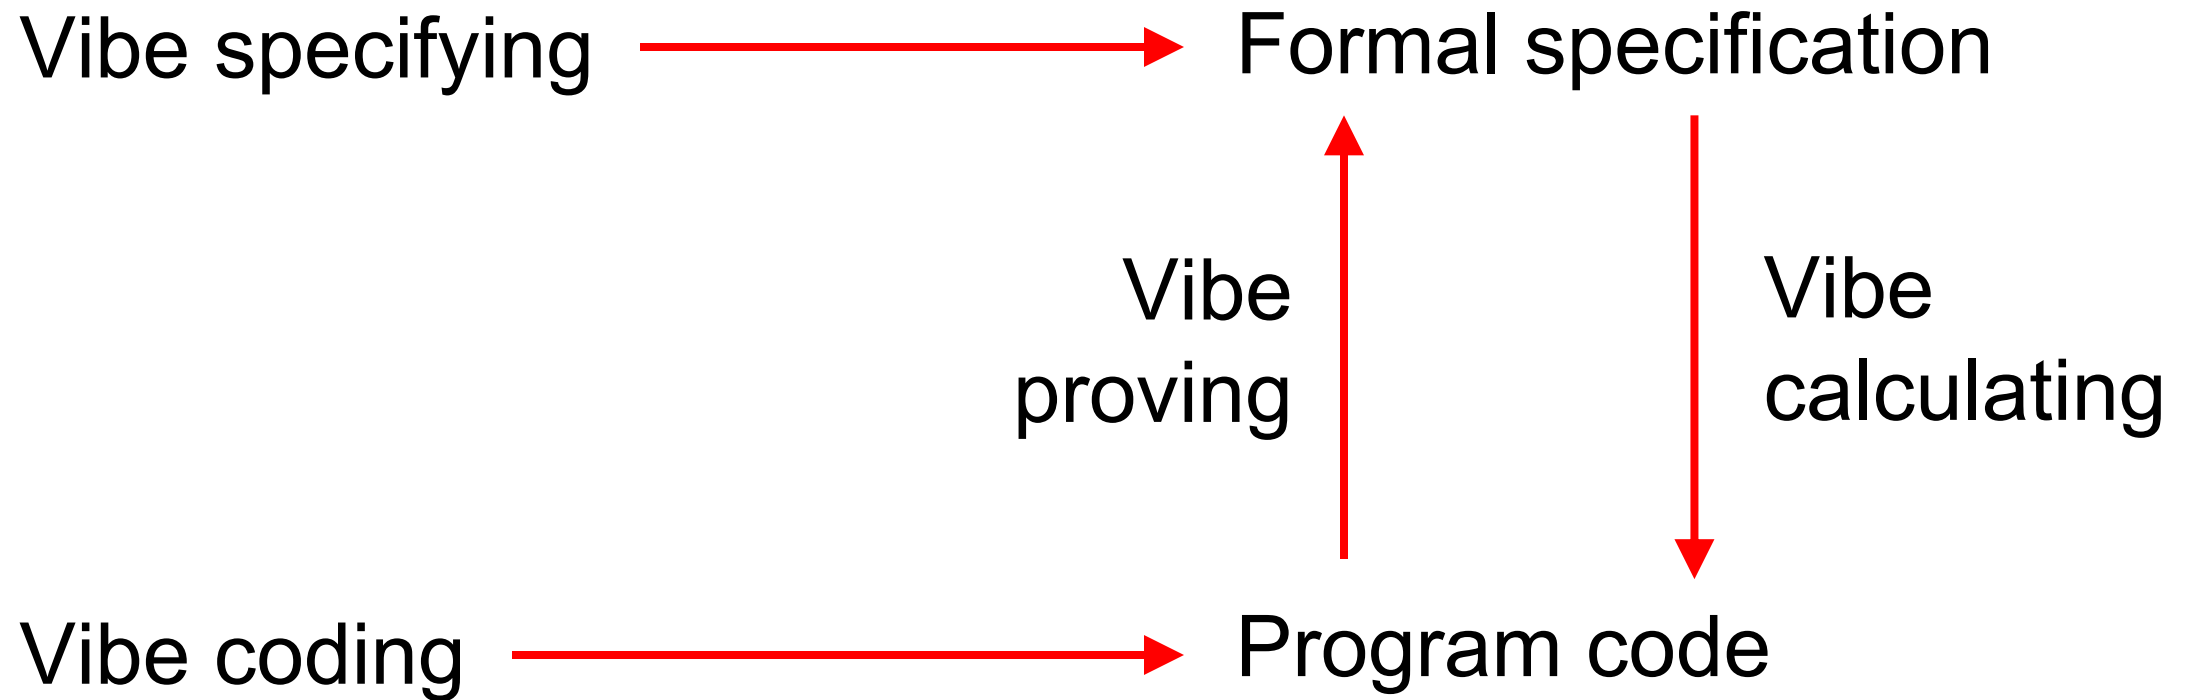 Vibe specifying
Formal specification
Vibe
proving
Vibe
calculating
Vibe coding
Program code